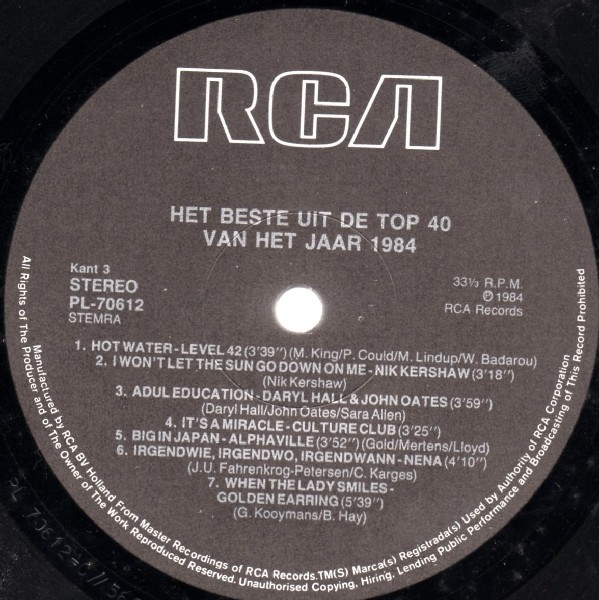 RCA
HET BESTE UIT DE TOP 40
VAN HET JAAR 1984
Kant 3
STEREO
PL-70612
STEMRA
33⅓ R.P.M.
℗ 1984
RCA Records
1. HOT WATER - LEVEL 42 (3'39") (M. King/P. Could/M. Lindup/W. Badarou)
2. I WON'T LET THE SUN GO DOWN ON ME - NIK KERSHAW (3'18")
(Nik Kershaw)
3. ADUL EDUCATION - DARYL HALL & JOHN OATES (3'59")
(Daryl Hall/John Oates/Sara Allen)
4. IT'S A MIRACLE - CULTURE CLUB (3'25")
5. BIG IN JAPAN - ALPHAVILLE (3'52") (Gold/Mertens/Lloyd)
6. IRGENDWIE, IRGENDWO, IRGENDWANN - NENA (4'10")
(J.U. Fahrenkrog-Petersen/C. Karges)
7. WHEN THE LADY SMILES -
GOLDEN EARRING (5'39")
(G. Kooymans/B. Hay)
Manufactured by RCA BV Holland From Master Recordings of RCA Records. TM(S) Marca(s) Registrada(s) Used by Authority of RCA Corporation
All Rights of The Producer and of The Owner of The Work Reproduced Reserved. Unauthorised Copying, Hiring, Lending Public Performance and Broadcasting of This Record Prohibited
PL 70612